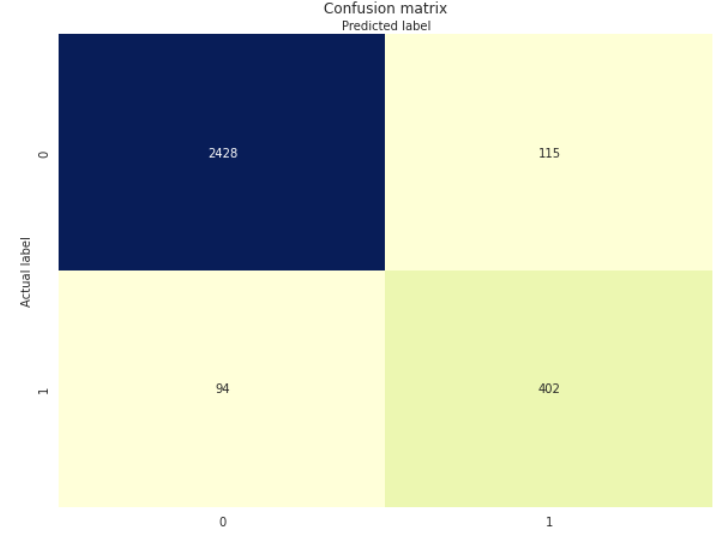 Confusion matrix
Predicted label
0
2428
115
Actual label
1
94
402
0
1